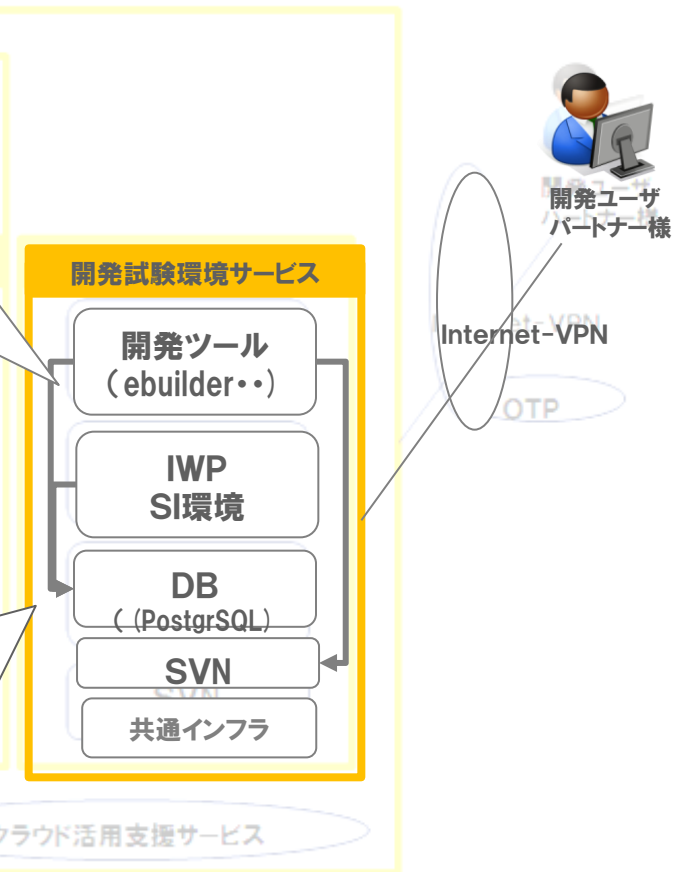 開発ユーザ
パートナー様
開発試験環境サービス
開発ツール
（ebuilder・・）
Internet-VPN
OTP
IWP
SI環境
DB
（（PostgrSQL）
SVN
SVN
共通インフラ
クラウド活用支援サービス